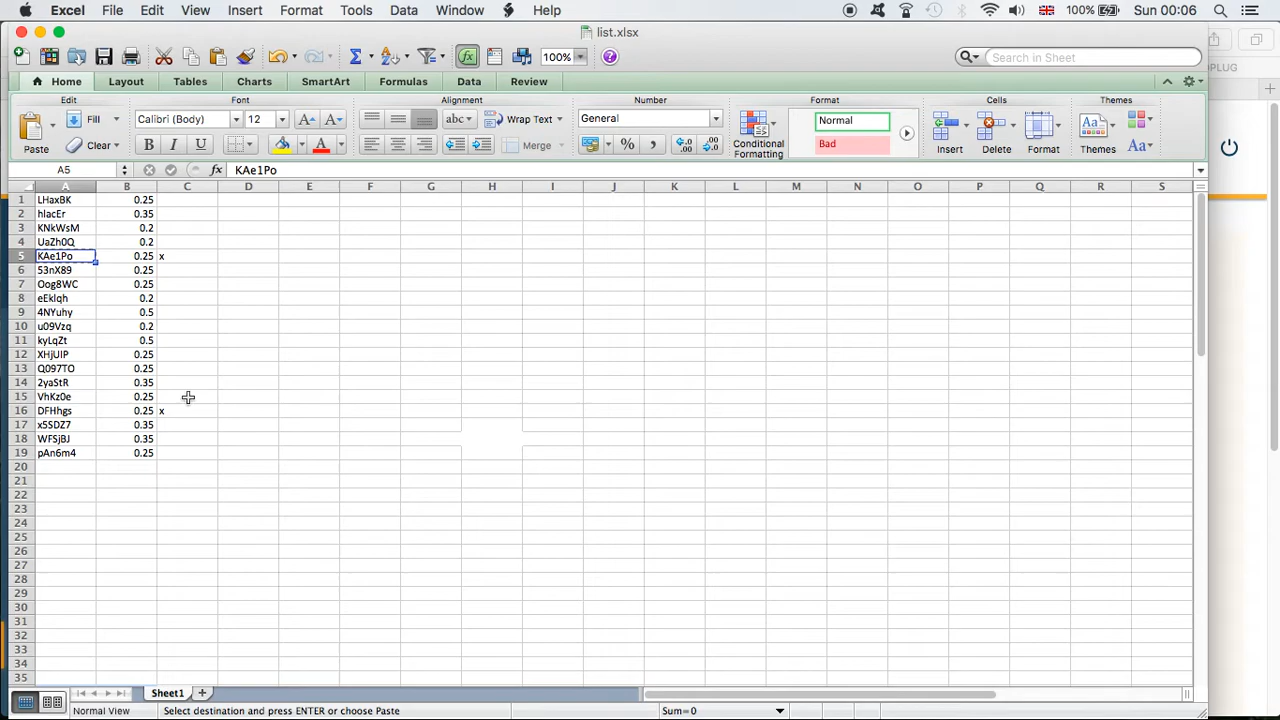 Excel File Edit View Insert Format Tools Data Window Help 100% Sun 00:06
list.xlsx
100% Search in Sheet
Home Layout Tables Charts SmartArt Formulas Data Review
Edit Font Alignment Number Format Cells Themes
Fill Calibri (Body) 12 abc Wrap Text General Normal
Paste Clear B I U A Merge % Conditional Formatting Bad Insert Delete Format Themes Aa
A5 fx KAe1Po
A B C D E F G H I J K L M N O P Q R S
1 LHaxBK 0.25
2 hlacEr 0.35
3 KNkWsM 0.2
4 UaZh0Q 0.2
5 KAe1Po 0.25 x
6 S3nX89 0.25
7 Oog8WC 0.25
8 eEklqh 0.2
9 4NYuhy 0.5
10 u09Vzq 0.2
11 kyLqZt 0.5
12 XHjUIP 0.25
13 Q097TO 0.25
14 2yaStR 0.35
15 VhKz0e 0.25
16 DFHhgs 0.25 x
17 x5SDZ7 0.35
18 WFSjBJ 0.35
19 pAn6m4 0.25
20
21
22
23
24
25
26
27
28
29
30
31
32
33
34
35
Sheet1
Normal View Select destination and press ENTER or choose Paste Sum=0